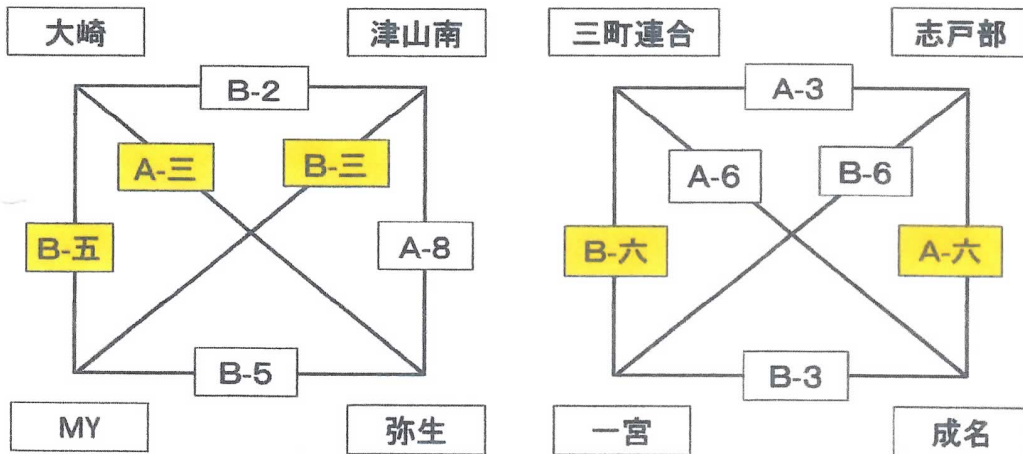 大崎 津山南 三町連合 志戸部
B-2 A-3
A-三 B-三 A-6 B-6
B-五 A-8 B-六 A-六
B-5 B-3
MY 弥生 一宮 成名